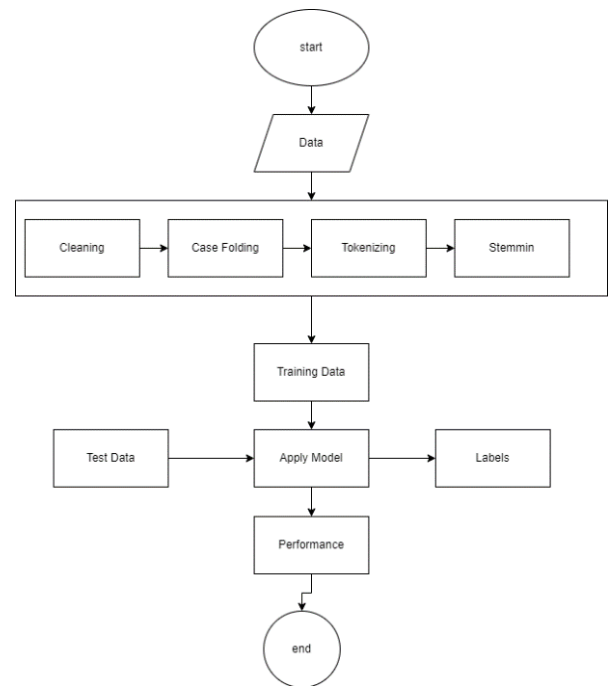 start
Data
Cleaning
Case Folding
Tokenizing
Stemmin
Training Data
Test Data
Apply Model
Labels
Performance
end